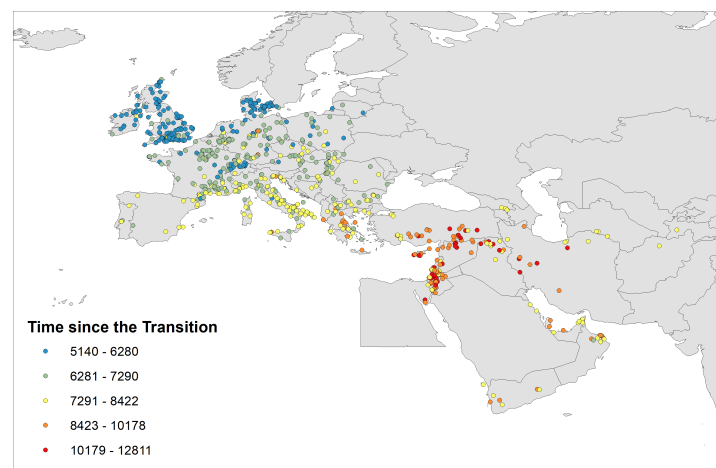 Time since the Transition
5140 - 6280
6281 - 7290
7291 - 8422
8423 - 10178
10179 - 12811